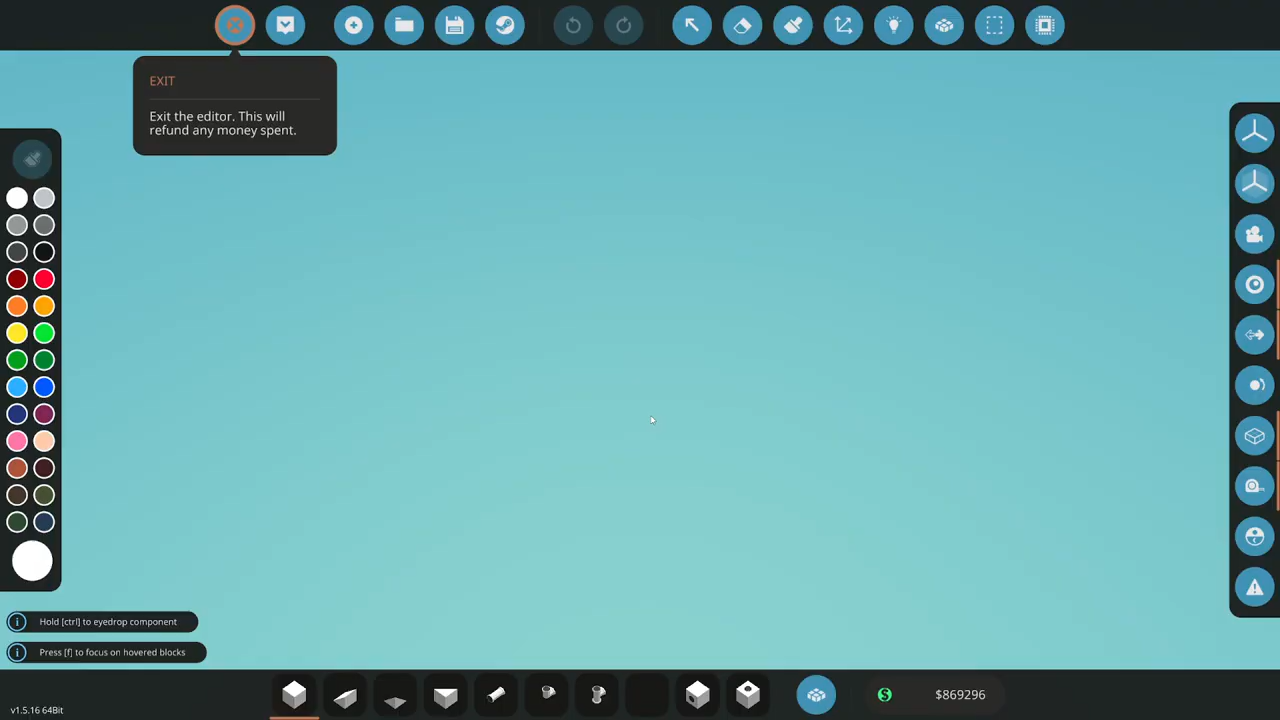 EXIT
Exit the editor. This will
refund any money spent.
Hold [ctrl] to eyedrop component
Press [f] to focus on hovered blocks
v1.5.16 64Bit
$869296